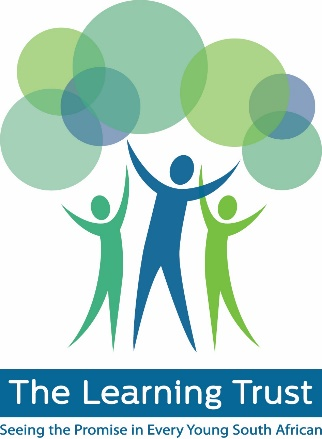 The Learning Trust
Seeing the Promise in Every Young South African